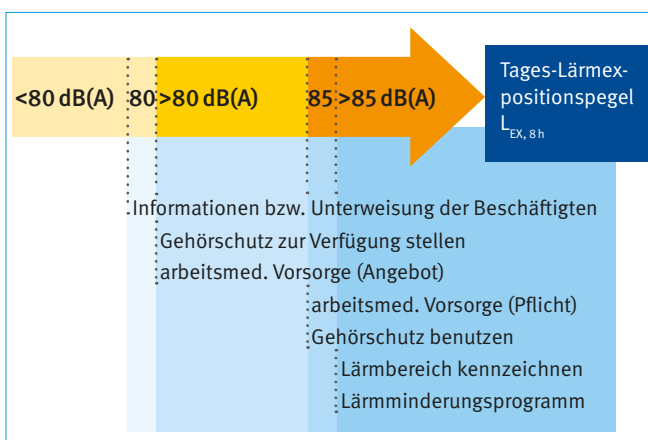 <80 dB(A) 80 >80 dB(A) 85 >85 dB(A)
Tages-Lärmex-
positionspegel
L EX, 8 h
Informationen bzw. Unterweisung der Beschäftigten
Gehörschutz zur Verfügung stellen
arbeitsmed. Vorsorge (Angebot)
arbeitsmed. Vorsorge (Pflicht)
Gehörschutz benutzen
Lärmbereich kennzeichnen
Lärmminderungsprogramm